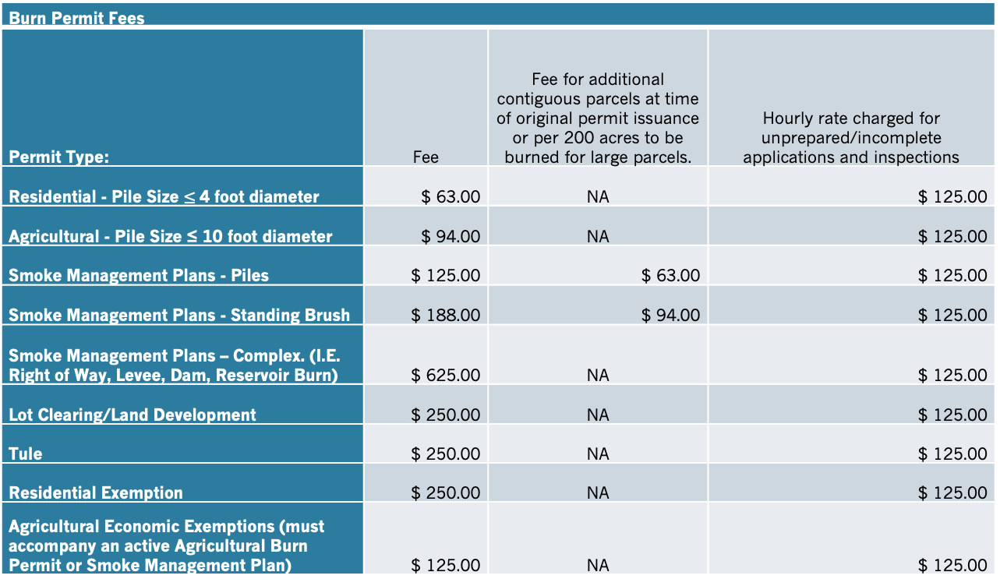 Burn Permit Fees
Permit Type:
Fee
Fee for additional
contiguous parcels at time
of original permit issuance
or per 200 acres to be
burned for large parcels.
Hourly rate charged for
unprepared/incomplete
applications and inspections
Residential - Pile Size ≤ 4 foot diameter
$ 63.00
NA
$ 125.00
Agricultural - Pile Size ≤ 10 foot diameter
$ 94.00
NA
$ 125.00
Smoke Management Plans - Piles
$ 125.00
$ 63.00
$ 125.00
Smoke Management Plans - Standing Brush
$ 188.00
$ 94.00
$ 125.00
Smoke Management Plans – Complex. (I.E.
Right of Way, Levee, Dam, Reservoir Burn)
$ 625.00
NA
$ 125.00
Lot Clearing/Land Development
$ 250.00
NA
$ 125.00
Tule
$ 250.00
NA
$ 125.00
Residential Exemption
$ 250.00
NA
$ 125.00
Agricultural Economic Exemptions (must
accompany an active Agricultural Burn
Permit or Smoke Management Plan)
$ 125.00
NA
$ 125.00